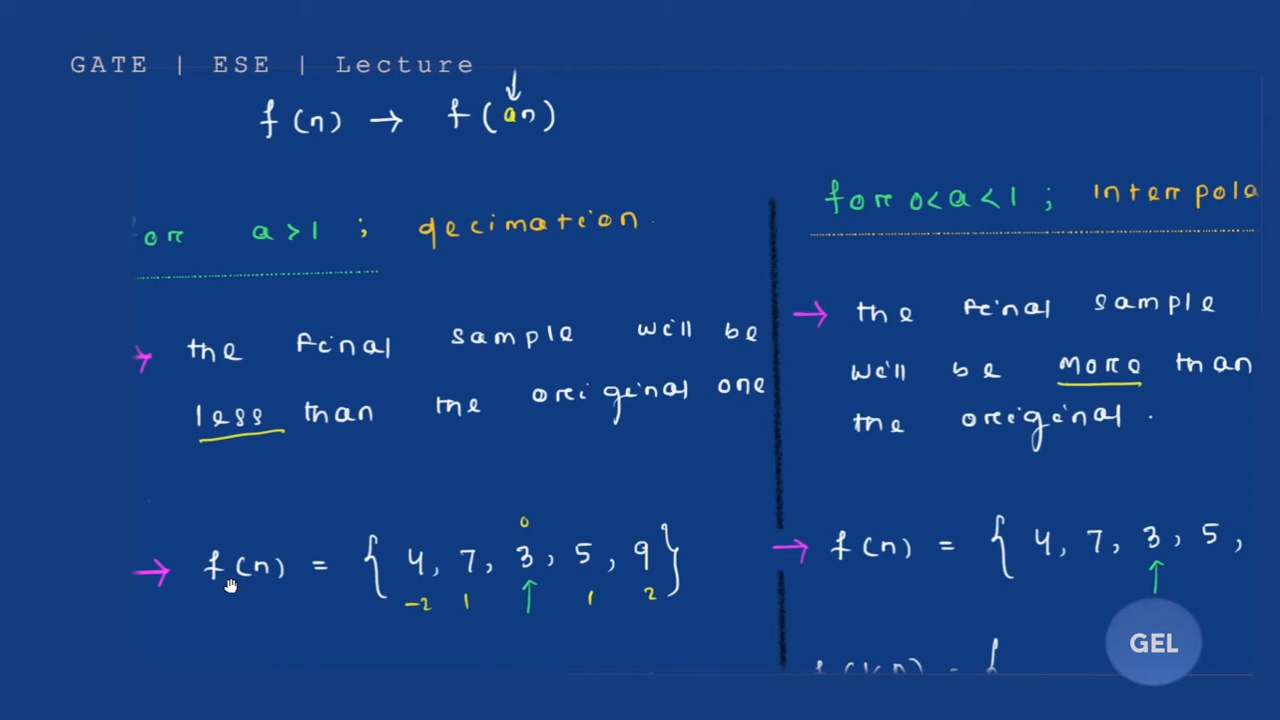 GATE | ESE | Lecture
f(n) → f(an)
for a>1 ; decimation.
→ the final sample will be
less than the original one
→ f(n) = { 4, 7, 3, 5, 9 }
0
-2 1 ↑ 1 2
for 0<a<1 ; interpola
→ the final sample
will be more than
the original.
→ f(n) = { 4, 7, 3, 5,
↑
GEL